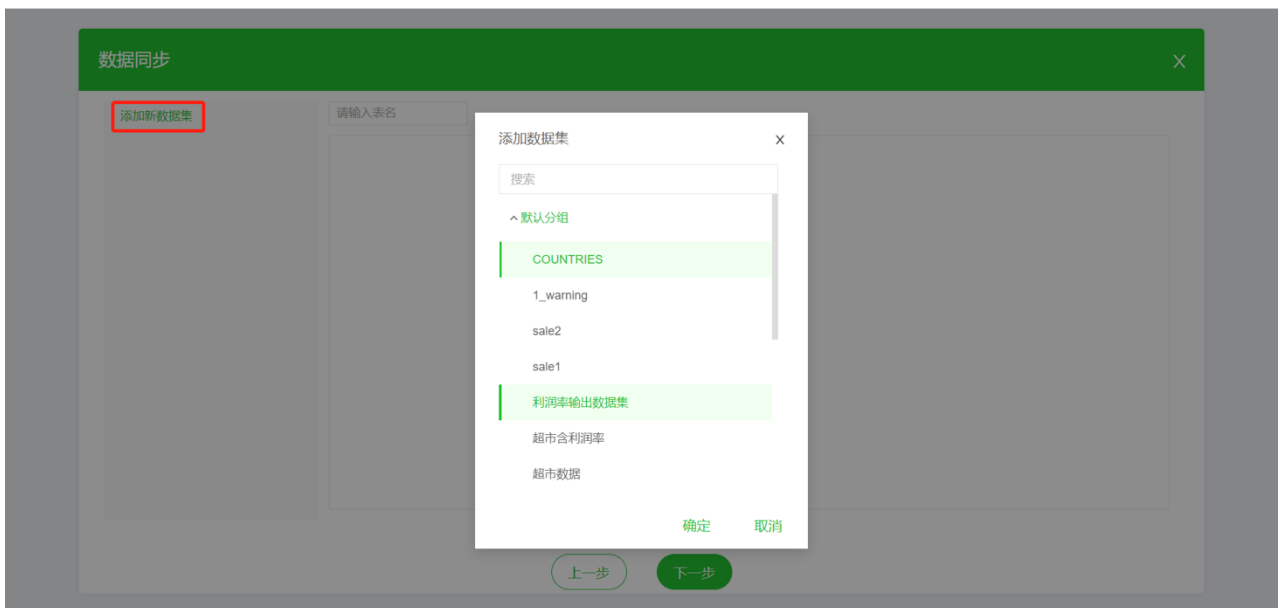 数据同步
X
添加新数据集
请输入表名
添加数据集
X
搜索
默认分组
COUNTRIES
1_warning
sale2
sale1
利润率输出数据集
超市含利润率
超市数据
确定 取消
上一步 下一步